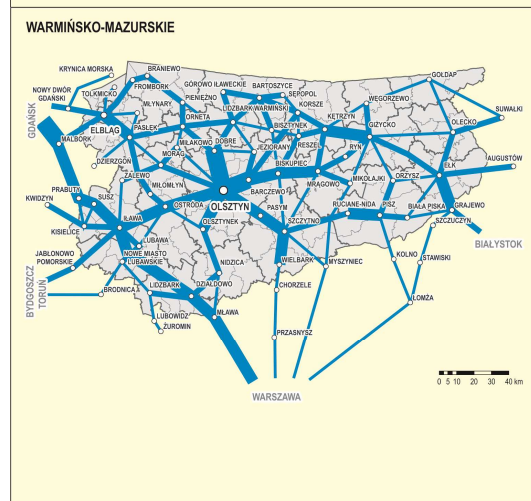 WARMIŃSKO-MAZURSKIE
KRYNICA MORSKA
BRANIEWO
GOŁDAP
NOWY DWÓR
GDAŃSKI
TOLKMICKO
FROMBORK
GÓROWO IŁAWECKIE
BARTOSZYCE
PIENIĘŻNO
SĘPOPOL
WĘGORZEWO
GDAŃSK
MŁYNARY
LIDZBARK WARMIŃSKI
KORSZE
SUWAŁKI
ELBLĄG
ORNETA
KĘTRZYN
GIŻYCKO
OLECKO
PASŁĘK
BISZTYNEK
MALBORK
MIŁAKOWO
DOBRE
JEZIORANY
RESZEL
RYN
DZIERZGOŃ
MORĄG
BISKUPIEC
AUGUSTÓW
ZALEWO
MIKOŁAJKI
ORZYSZ
EŁK
PRABUTY
MIŁOMŁYN
BARCZEWO
MRĄGOWO
KWIDZYN
SUSZ
OLSZTYN
PASYM
RUCIANE-NIDA
PISZ
BIAŁA PISKA
GRAJEWO
OSTRÓDA
IŁAWA
OLSZTYNEK
SZCZYTNO
SZCZUCZYN
KISIELICE
BIAŁYSTOK
LUBAWA
JABŁONOWO
POMORSKIE
NOWE MIASTO
LUBAWSKIE
NIDZICA
WIELBARK
MYSZYNIEC
KOLNO
STAWISKI
BYDGOSZCZ
TORUŃ
BRODNICA
LIDZBARK
DZIAŁDOWO
CHORZELE
ŁOMŻA
LUBOWIDZ
MŁAWA
ŻUROMIN
PRZASNYSZ
0 5 10 20 30 40 km
WARSZAWA